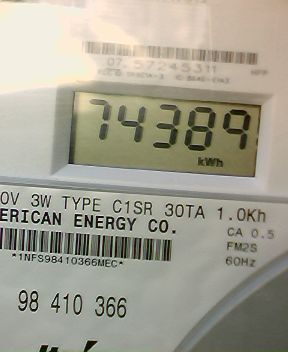 07 57245311
74389
kWh
0V 3W TYPE C1SR 30TA 1.0Kh
ERICAN ENERGY CO.
CA 0.5
FM2S
*1NFS98410366MEC*
60Hz
98 410 366